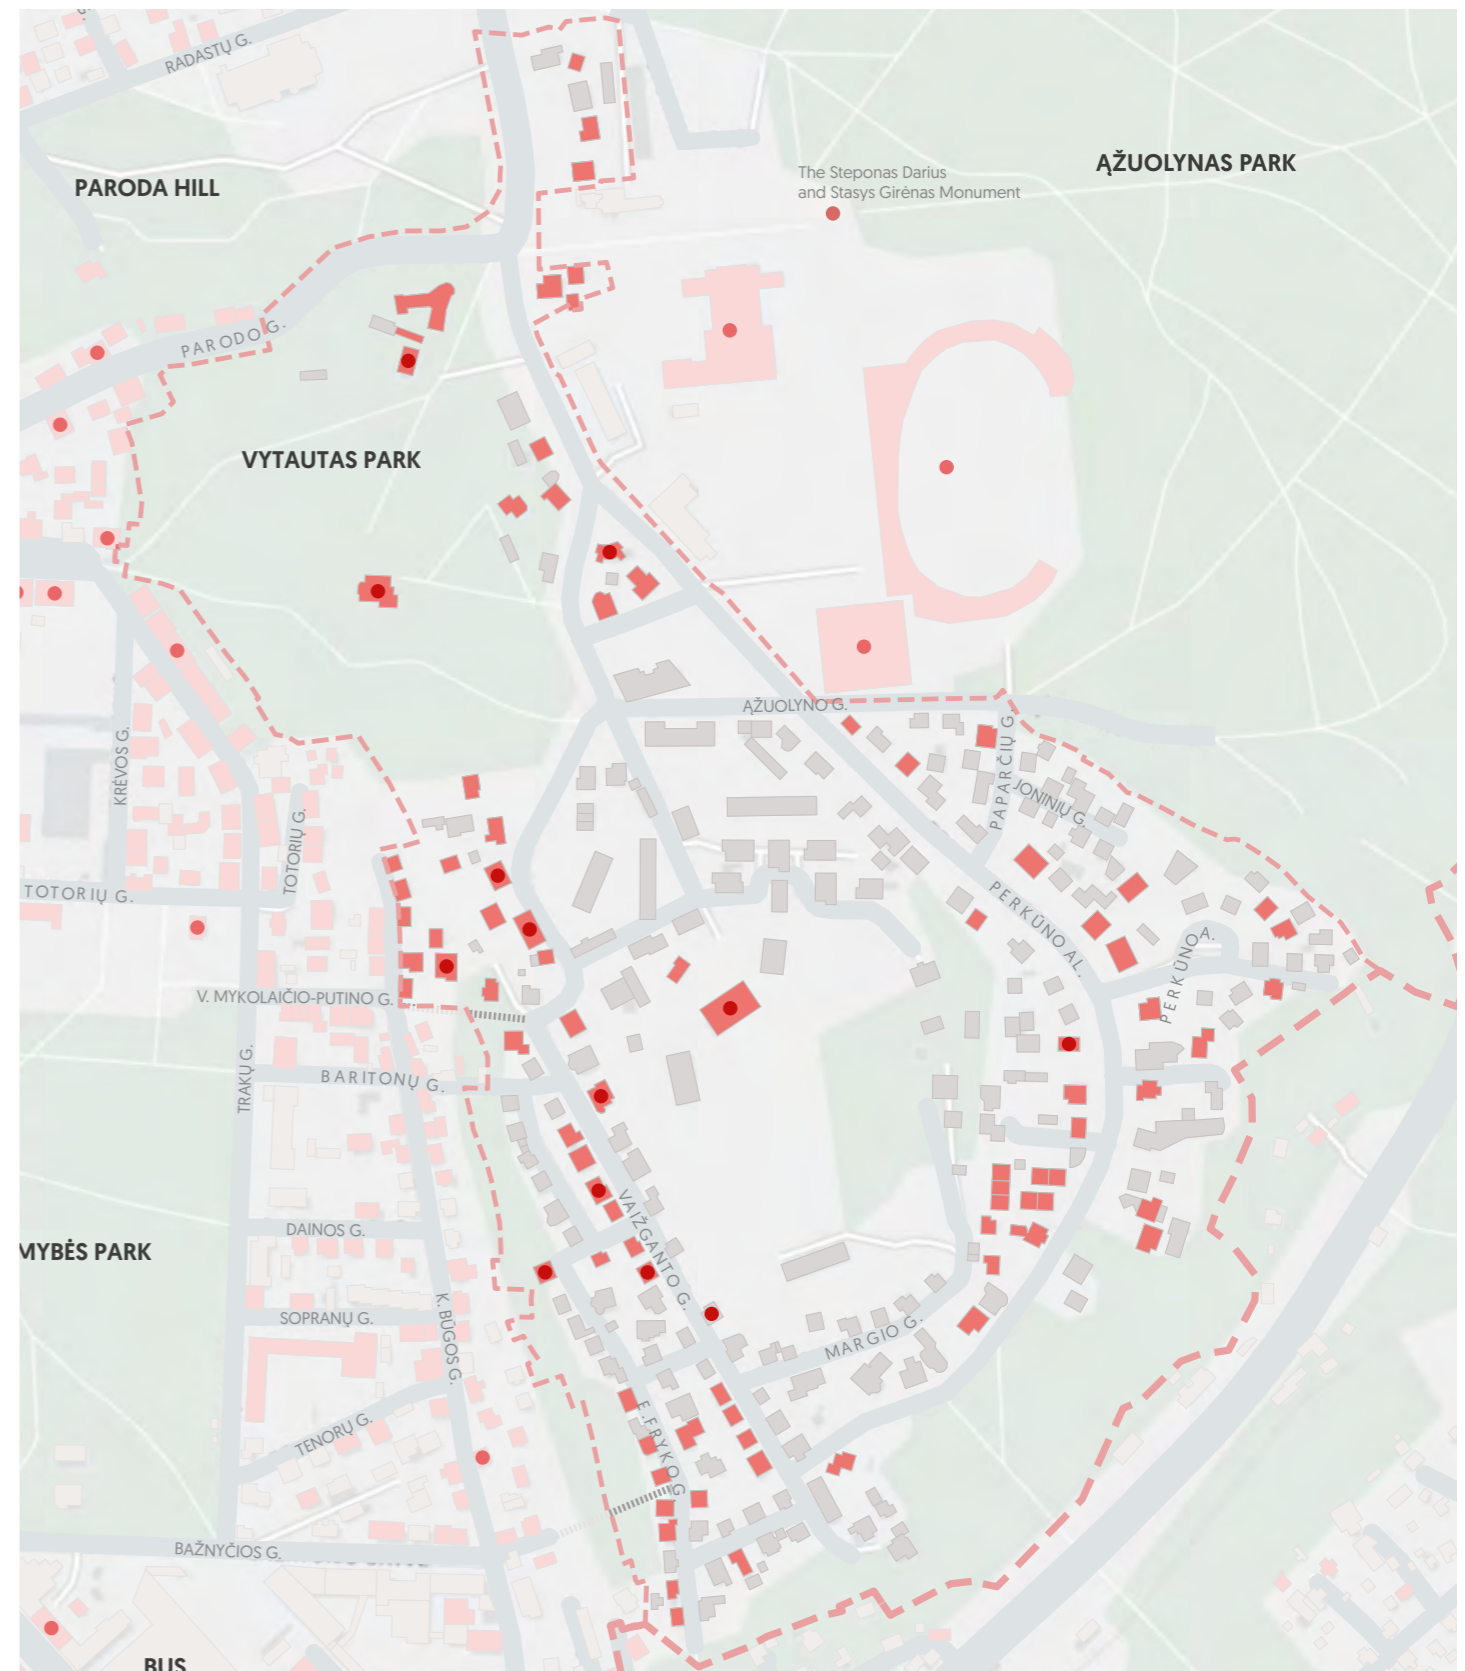 RADASTŲ G.
PARODA HILL
The Steponas Darius
and Stasys Girėnas Monument
ĄŽUOLYNAS PARK
PARODO G.
VYTAUTAS PARK
ĄŽUOLYNO G.
PAPARČIŲ G.
JONINIŲ G.
KRĖVOS G.
TOTORIŲ G.
TOTORIŲ G.
PERKŪNO AL.
PERKŪNO A.
V. MYKOLAIČIO-PUTINO G.
TRAKŲ G.
BARITONŲ G.
VAIŽGANTO G.
DAINOS G.
MYBĖS PARK
K. BŪGOS G.
SOPRANŲ G.
MARGIO G.
TENORŲ G.
E. FRYKO G.
BAŽNYČIOS G.
BUS